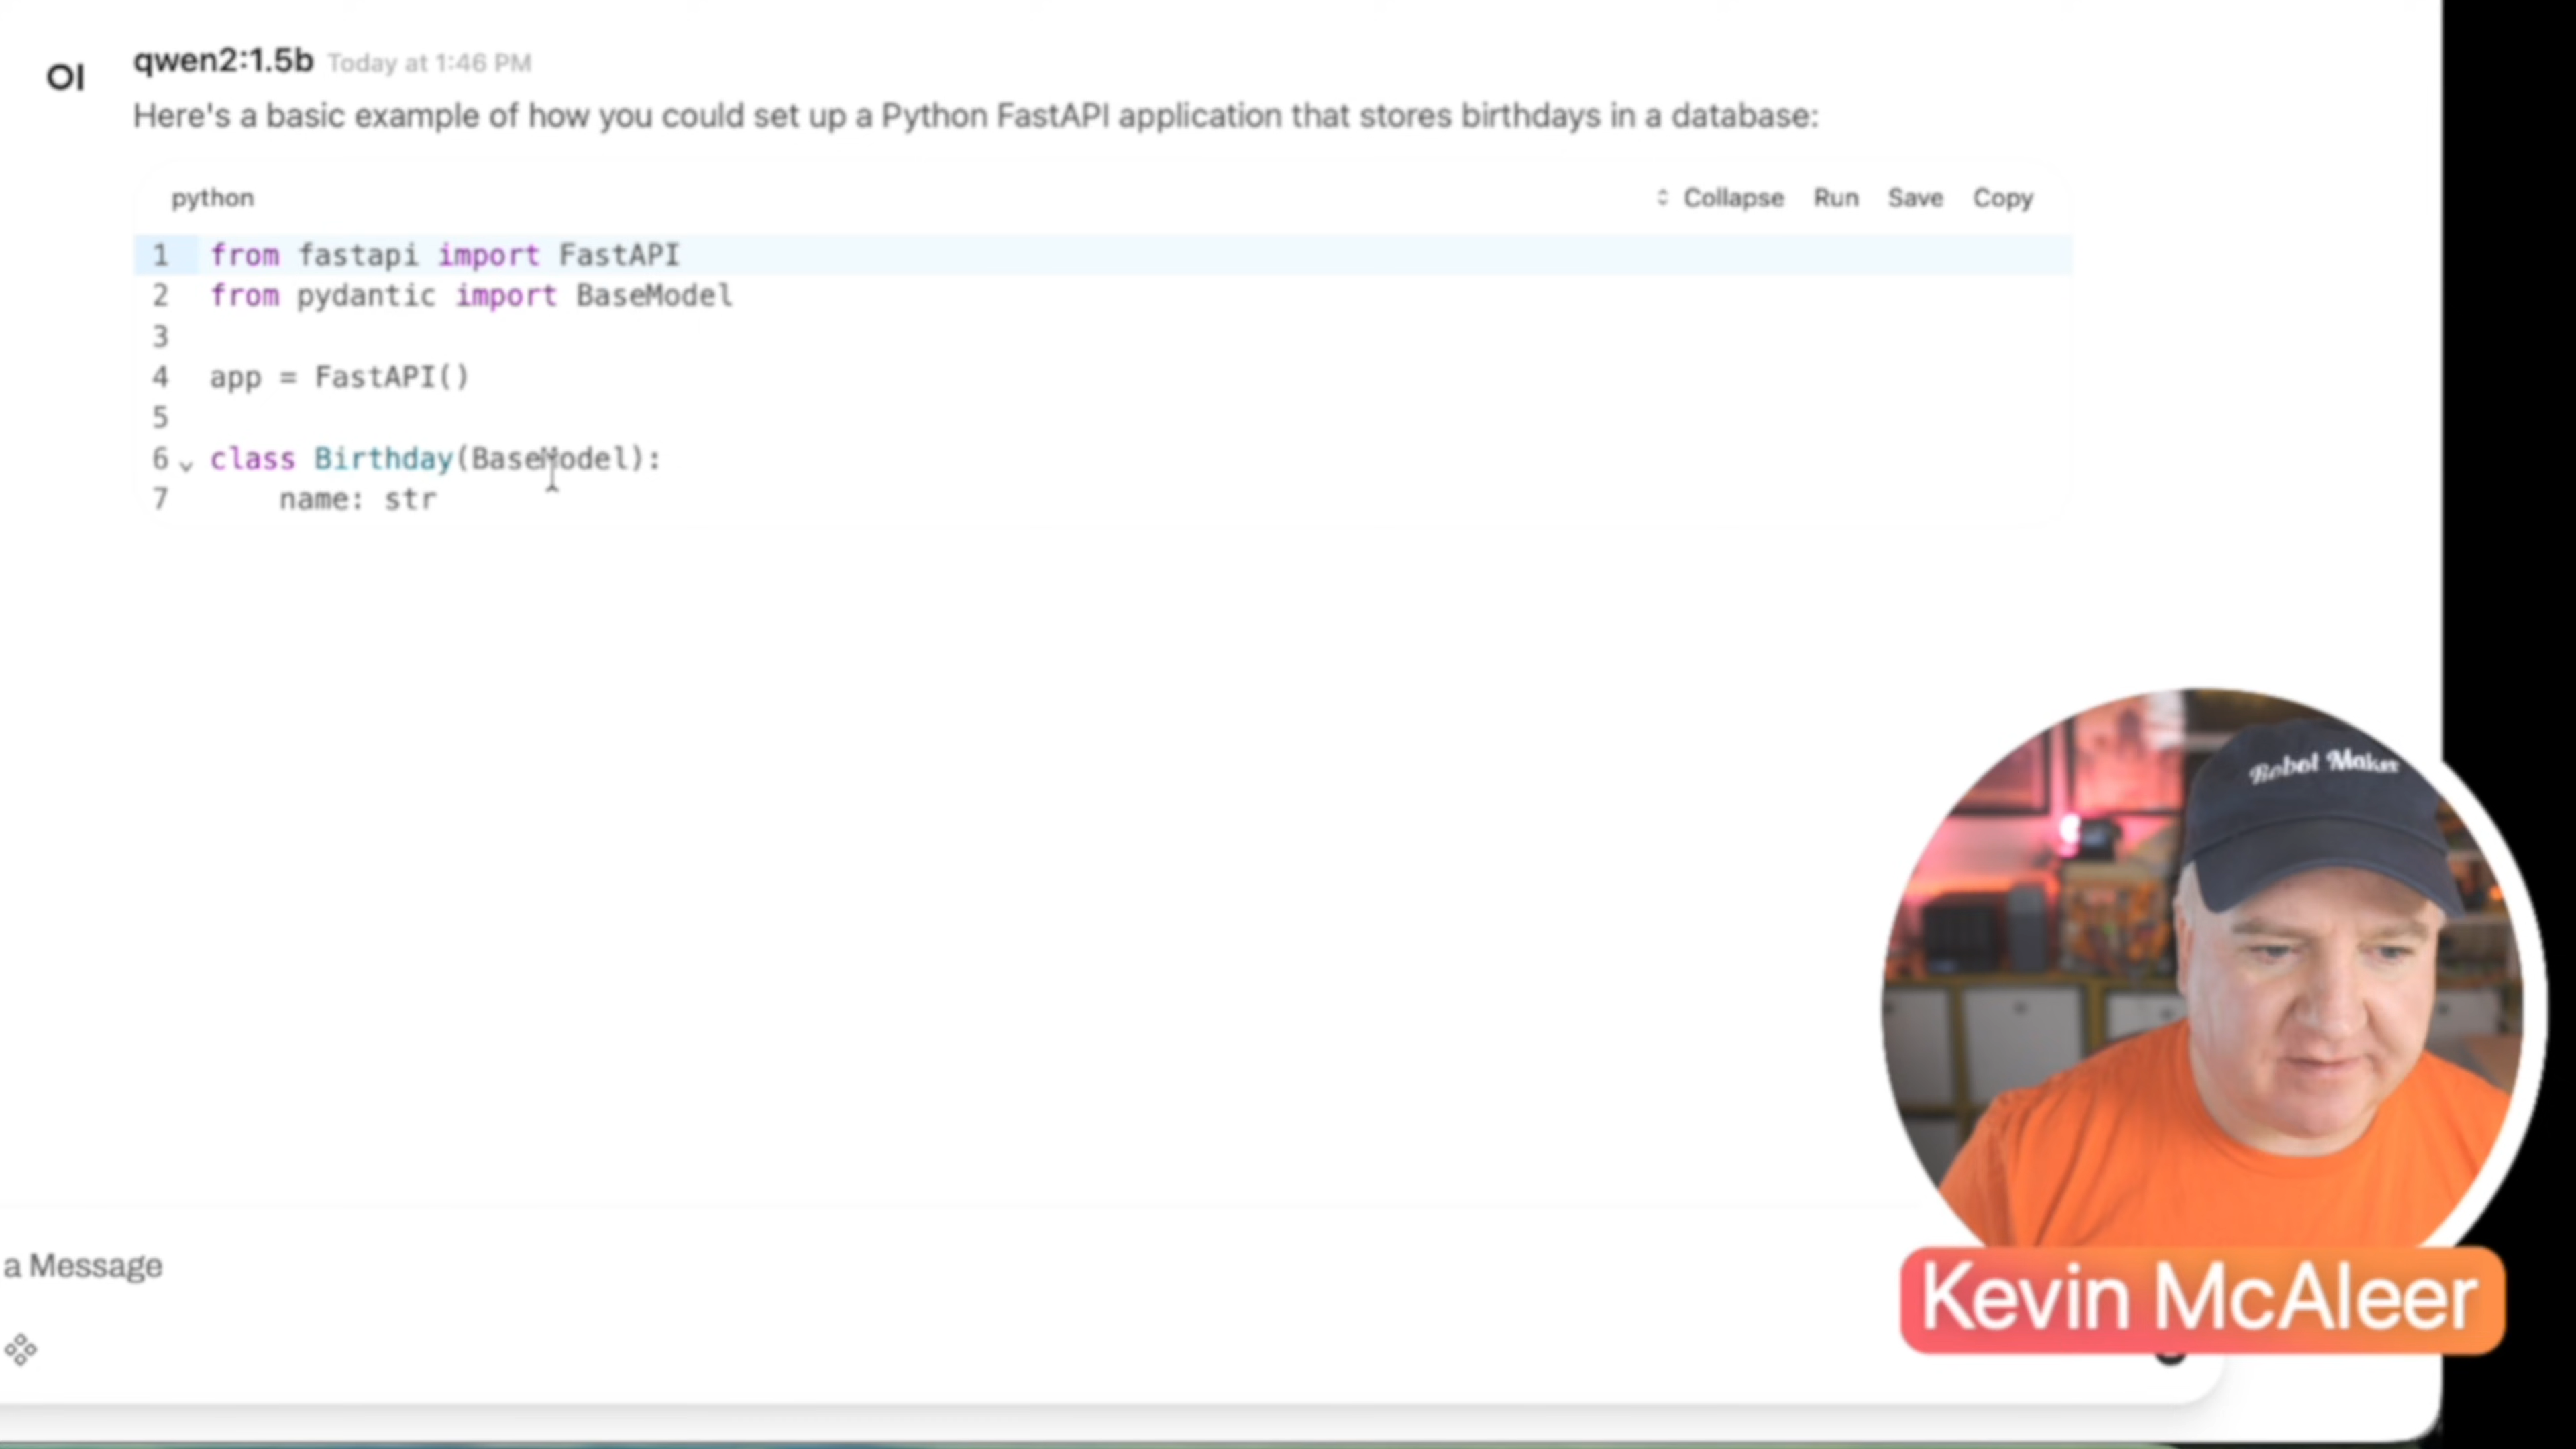 OI
qwen2:1.5b Today at 1:46 PM
Here's a basic example of how you could set up a Python FastAPI application that stores birthdays in a database:
python
Collapse Run Save Copy
1 from fastapi import FastAPI
2 from pydantic import BaseModel
3
4 app = FastAPI()
5
6 class Birthday(BaseModel):
7 name: str
Robot Maker
a Message
Kevin McAleer